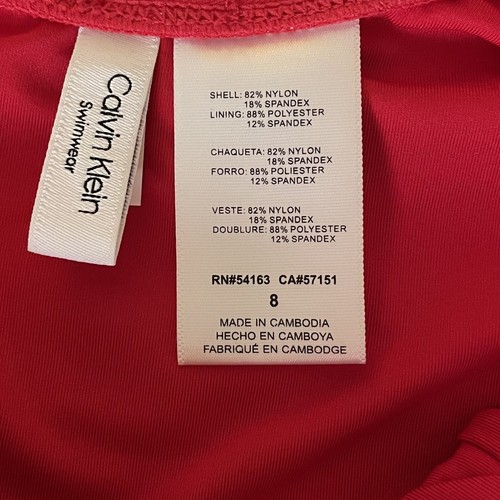 Calvin Klein
Swimwear
SHELL: 82% NYLON
18% SPANDEX
LINING: 88% POLYESTER
12% SPANDEX
CHAQUETA: 82% NYLON
18% SPANDEX
FORRO: 88% POLIESTER
12% SPANDEX
VESTE: 82% NYLON
18% SPANDEX
DOUBLURE: 88% POLYESTER
12% SPANDEX
RN#54163 CA#57151
8
MADE IN CAMBODIA
HECHO EN CAMBOYA
FABRIQUÉ EN CAMBODGE